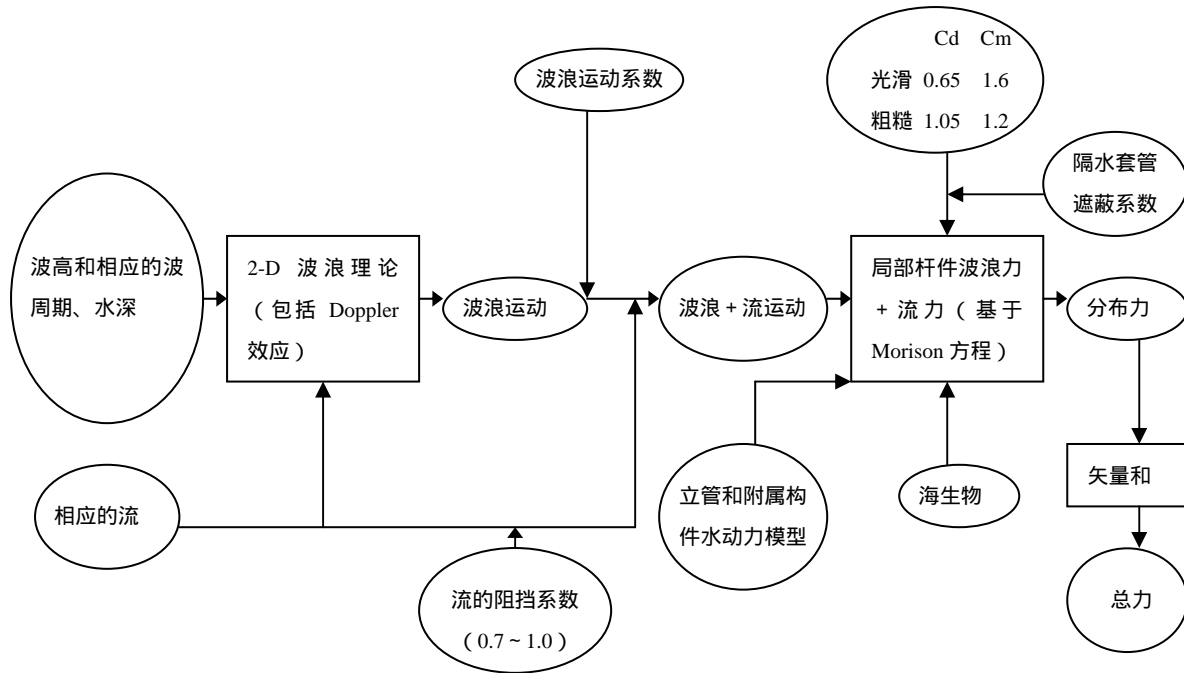 Cd Cm
光滑 0.65 1.6
粗糙 1.05 1.2
波浪运动系数
隔水套管
遮蔽系数
波高和相应的波
周期、水深
2-D 波浪理论
（包括 Doppler
效应）
波浪运动
波浪＋流运动
局部杆件波浪力
＋流力（基于
Morison 方程）
分布力
相应的流
流的阻挡系数
（0.7～1.0）
立管和附属构
件水动力模型
海生物
矢量和
总力